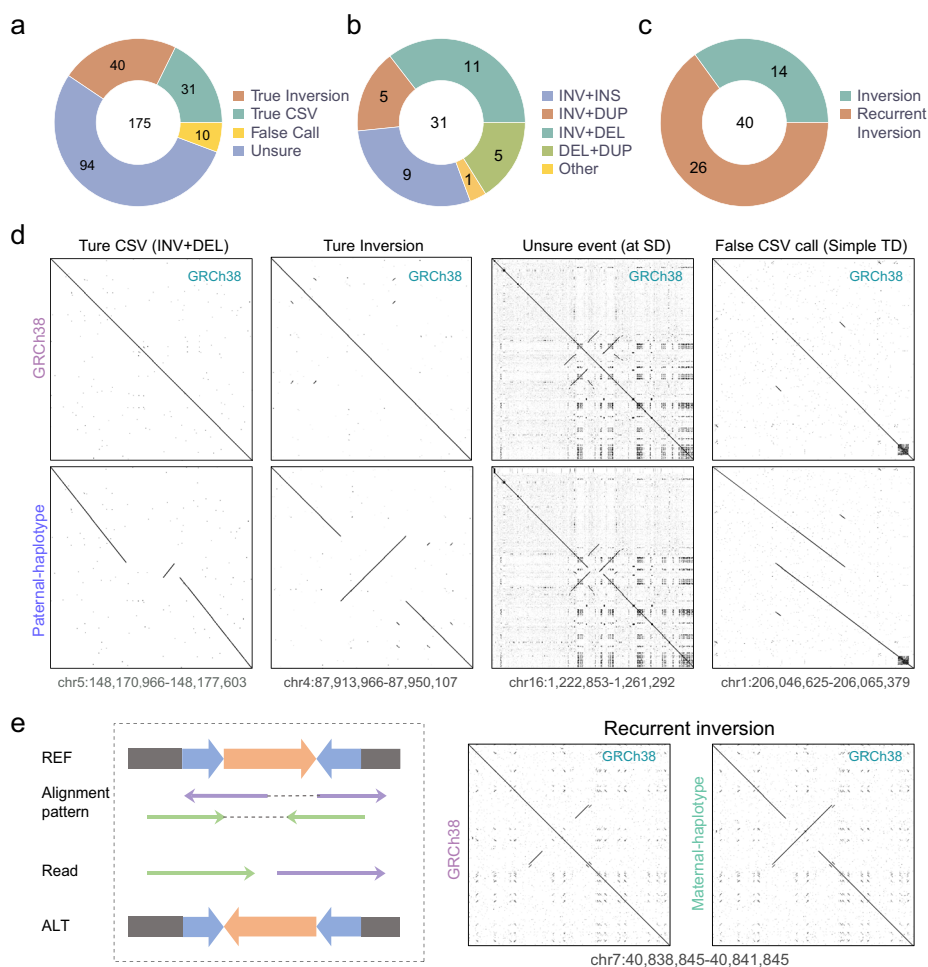 a
40
31
10
94
175
True Inversion
True CSV
False Call
Unsure
b
11
5
31
9
5
1
INV+INS
INV+DUP
INV+DEL
DEL+DUP
Other
c
14
40
26
Inversion
Recurrent
Inversion
d
Ture CSV (INV+DEL)
Ture Inversion
Unsure event (at SD)
False CSV call (Simple TD)
GRCh38
GRCh38
GRCh38
GRCh38
GRCh38
Paternal-haplotype
chr5:148,170,966-148,177,603
chr4:87,913,966-87,950,107
chr16:1,222,853-1,261,292
chr1:206,046,625-206,065,379
e
REF
Alignment
pattern
Read
ALT
Recurrent inversion
GRCh38
GRCh38
GRCh38
Maternal-haplotype
chr7:40,838,845-40,841,845